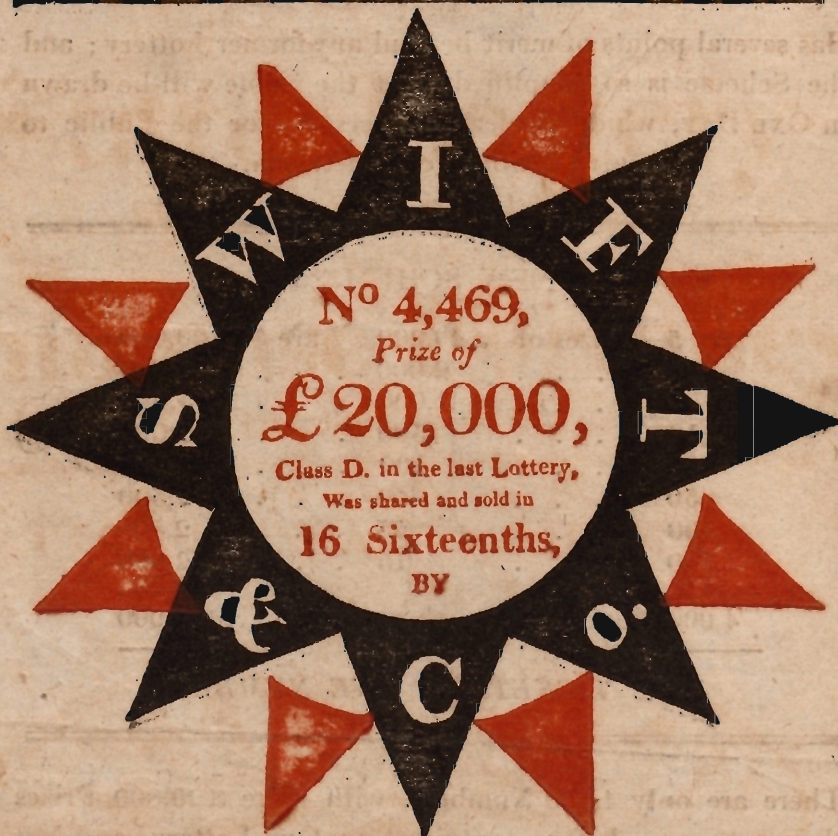 SWIFT
& Co.
No 4,469,
Prize of
£20,000,
Class D. in the last Lottery,
Was shared and sold in
16 Sixteenths,
BY